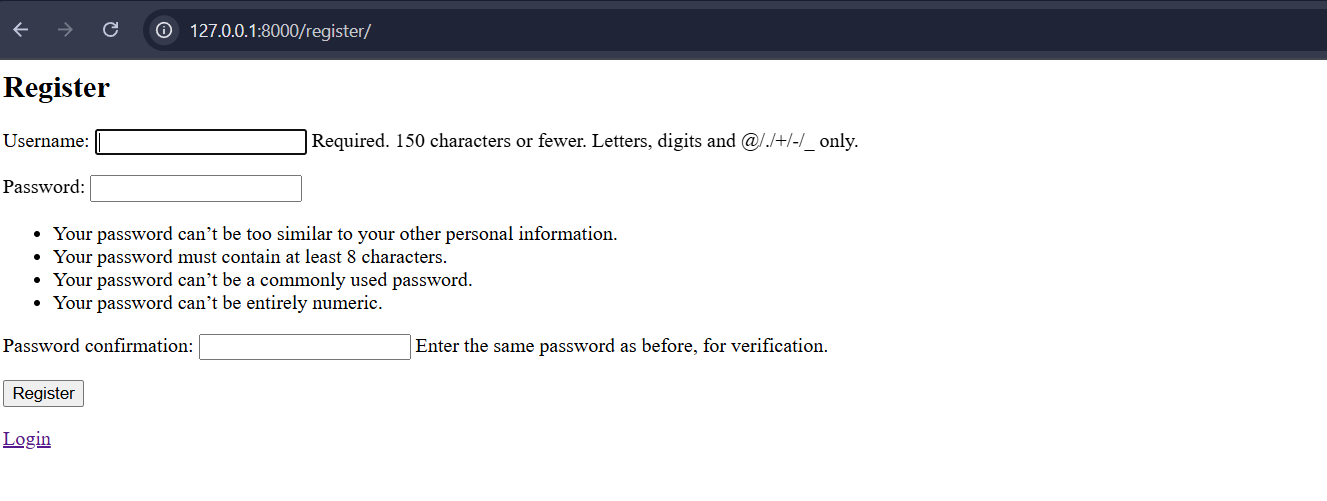 127.0.0.1:8000/register/
Register
Username: Required. 150 characters or fewer. Letters, digits and @/./+/-/_ only.
Password:
Your password can’t be too similar to your other personal information.
Your password must contain at least 8 characters.
Your password can’t be a commonly used password.
Your password can’t be entirely numeric.
Password confirmation: Enter the same password as before, for verification.
Register
Login